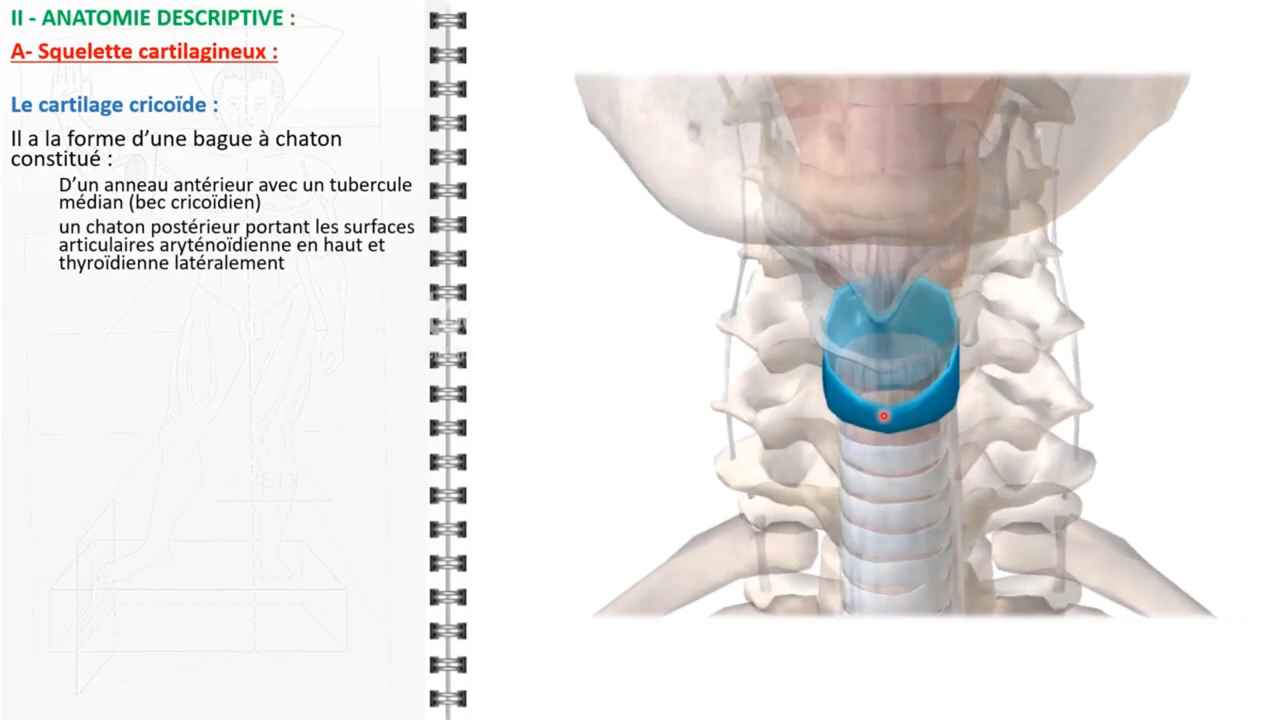 II - ANATOMIE DESCRIPTIVE :
A- Squelette cartilagineux :
Le cartilage cricoïde :
Il a la forme d’une bague à chaton
constitué :
D’un anneau antérieur avec un tubercule
médian (bec cricoïdien)
un chaton postérieur portant les surfaces
articulaires aryténoïdienne en haut et
thyroïdienne latéralement